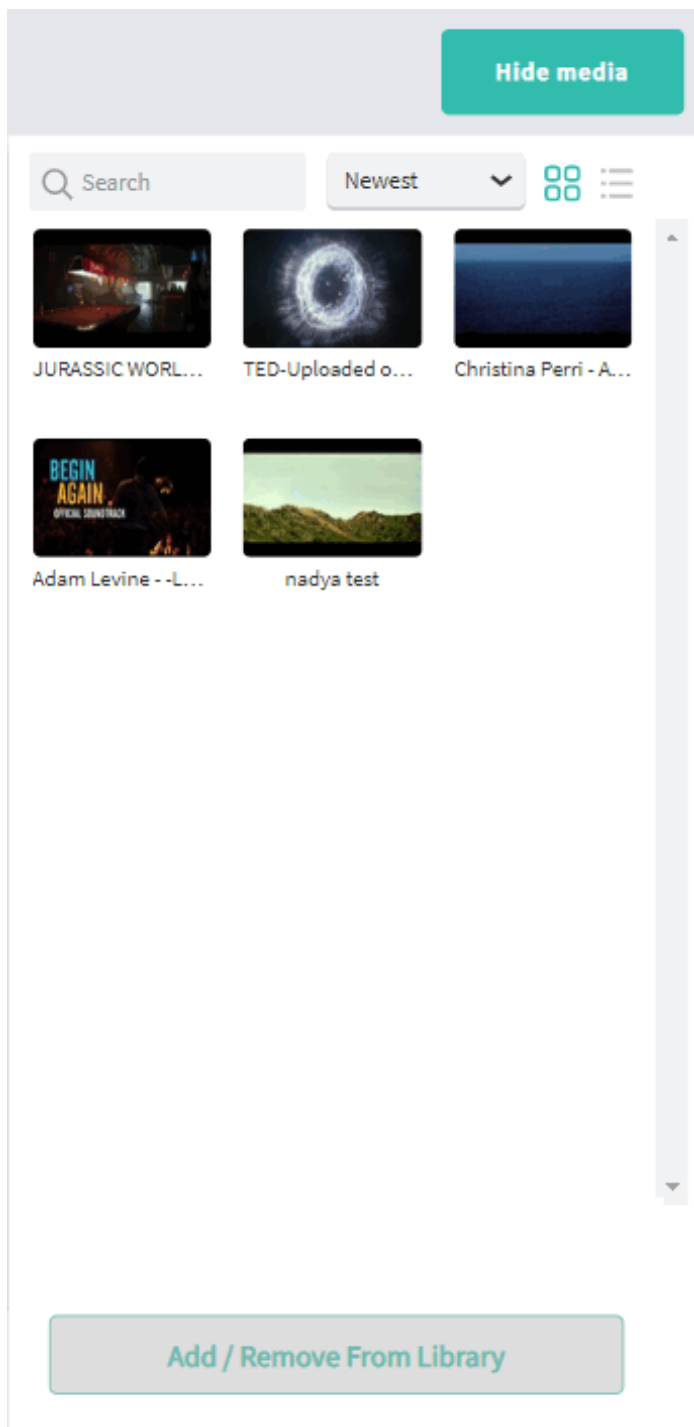 Hide media
Search
Newest
JURASSIC WORL...
TED-Uploaded o...
Christina Perri - A...
BEGIN
AGAIN
OFFICIAL SOUNDTRACK
Adam Levine - -L...
nadya test
Add / Remove From Library